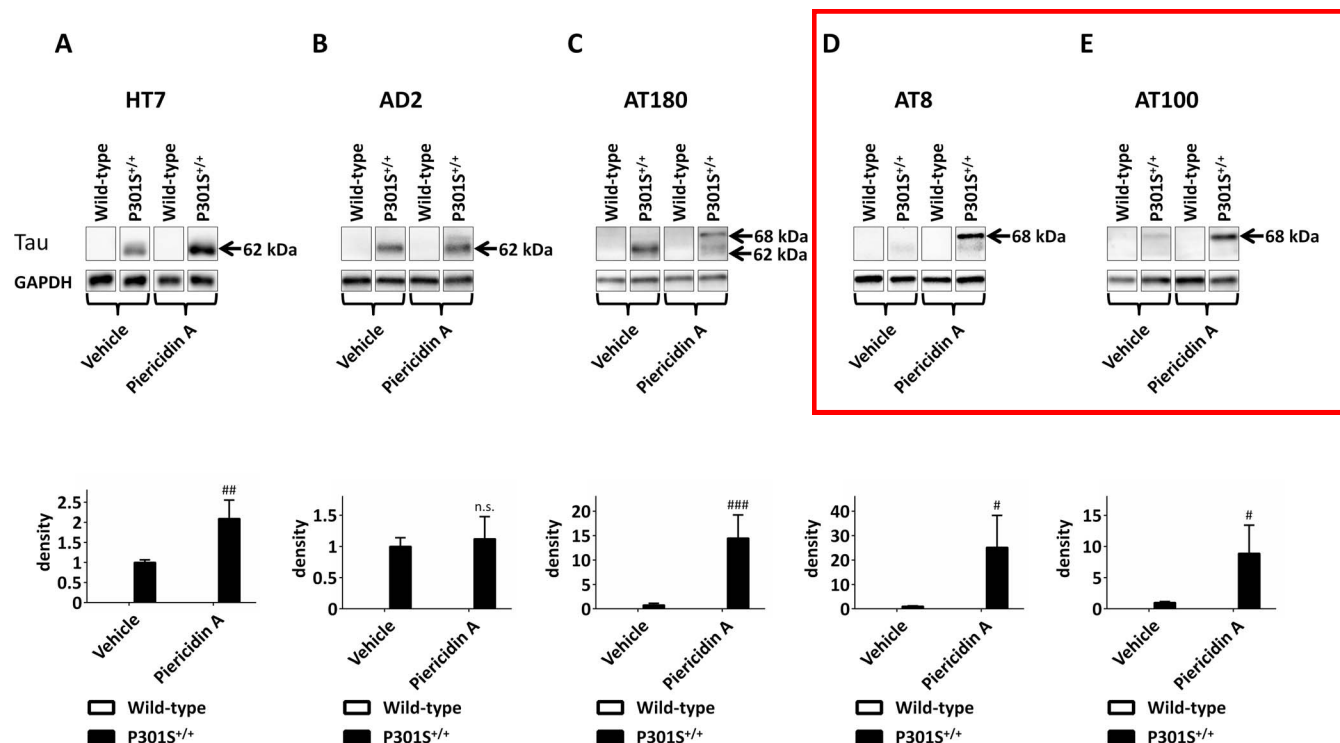 A B C D E
HT7 AD2 AT180 AT8 AT100
Wild-type P301S+/+ Wild-type P301S+/+ Wild-type P301S+/+ Wild-type P301S+/+ Wild-type P301S+/+ Wild-type P301S+/+ Wild-type P301S+/+ Wild-type P301S+/+ Wild-type P301S+/+ Wild-type P301S+/+
Tau 62 kDa 62 kDa 68 kDa 62 kDa 68 kDa 68 kDa
GAPDH
Vehicle Piericidin A Vehicle Piericidin A Vehicle Piericidin A Vehicle Piericidin A Vehicle Piericidin A
density
2.5
2
1.5
1
0.5
0
##
Vehicle Piericidin A
Wild-type
P301S+/+
density
1.5
1
0.5
0
n.s.
Vehicle Piericidin A
Wild-type
P301S+/+
density
20
15
10
5
0
###
Vehicle Piericidin A
Wild-type
P301S+/+
density
40
30
20
10
0
#
Vehicle Piericidin A
Wild-type
P301S+/+
density
15
10
5
0
#
Vehicle Piericidin A
Wild-type
P301S+/+